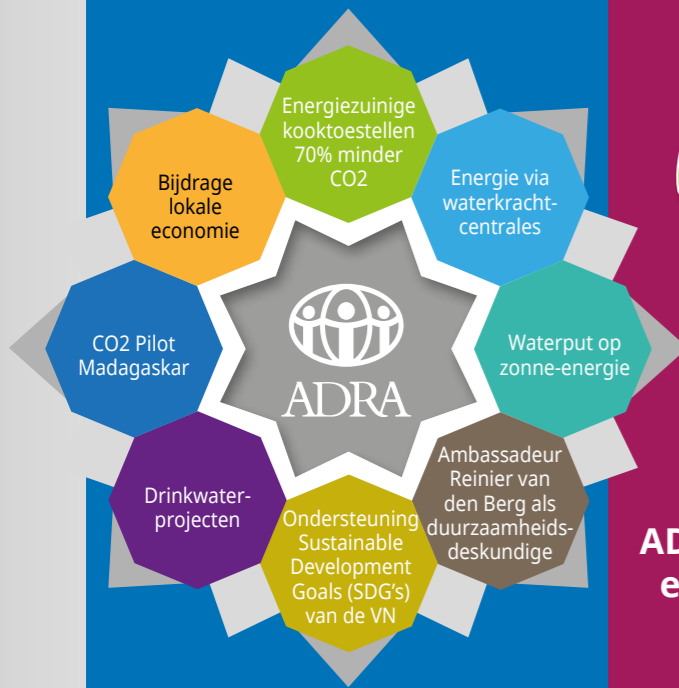 Energiezuinige
kooktoestellen
70% minder
CO2
Energie via
waterkracht-
centrales
Waterput op
zonne-energie
Ambassadeur
Reinier van
den Berg als
duurzaamheids-
deskundige
Ondersteuning
Sustainable
Development
Goals (SDG's)
van de VN
Drinkwater-
projecten
CO2 Pilot
Madagaskar
Bijdrage
lokale
economie
ADRA
AD
e